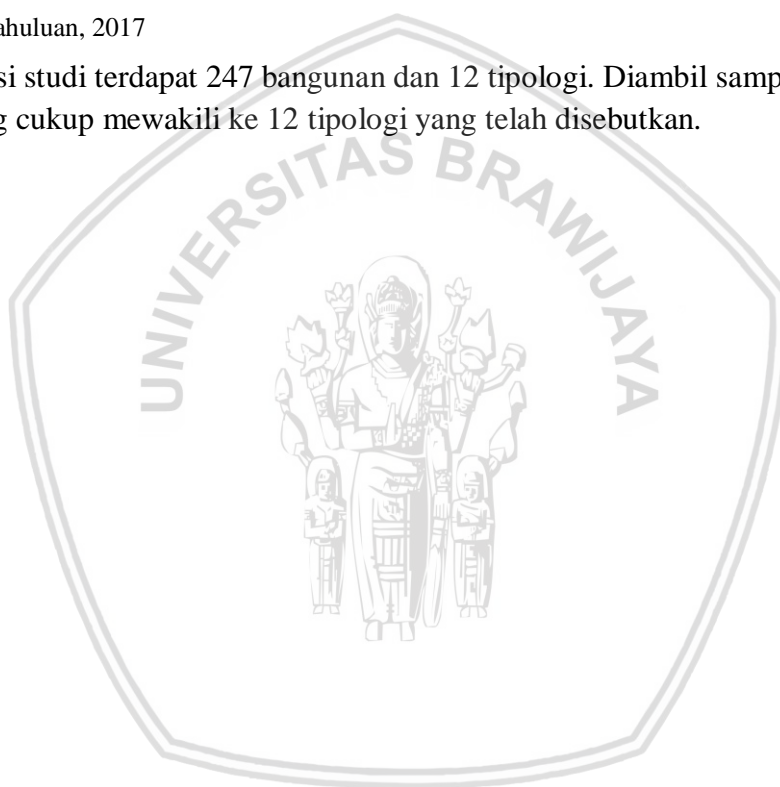 ahuluan, 2017
si studi terdapat 247 bangunan dan 12 tipologi. Diambil samp
g cukup mewakili ke 12 tipologi yang telah disebutkan.
UNIVERSITAS BRAWIJAYA